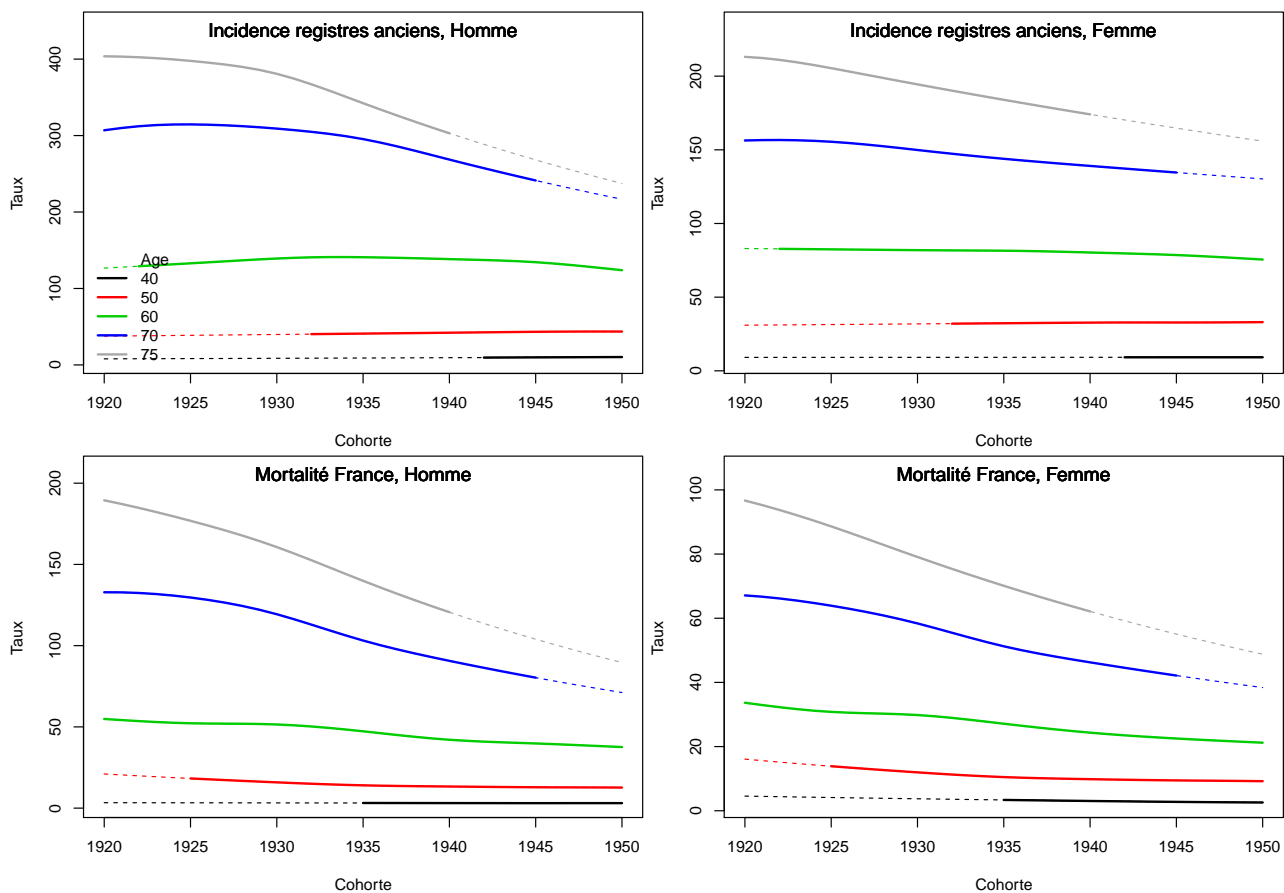 Incidence registres anciens, Homme
Taux
400
300
200
100
0
Age
40
50
60
70
75
1920 1925 1930 1935 1940 1945 1950
Cohorte
Incidence registres anciens, Femme
Taux
200
150
100
50
0
1920 1925 1930 1935 1940 1945 1950
Cohorte
Mortalité France, Homme
Taux
200
150
100
50
0
1920 1925 1930 1935 1940 1945 1950
Cohorte
Mortalité France, Femme
Taux
100
80
60
40
20
0
1920 1925 1930 1935 1940 1945 1950
Cohorte